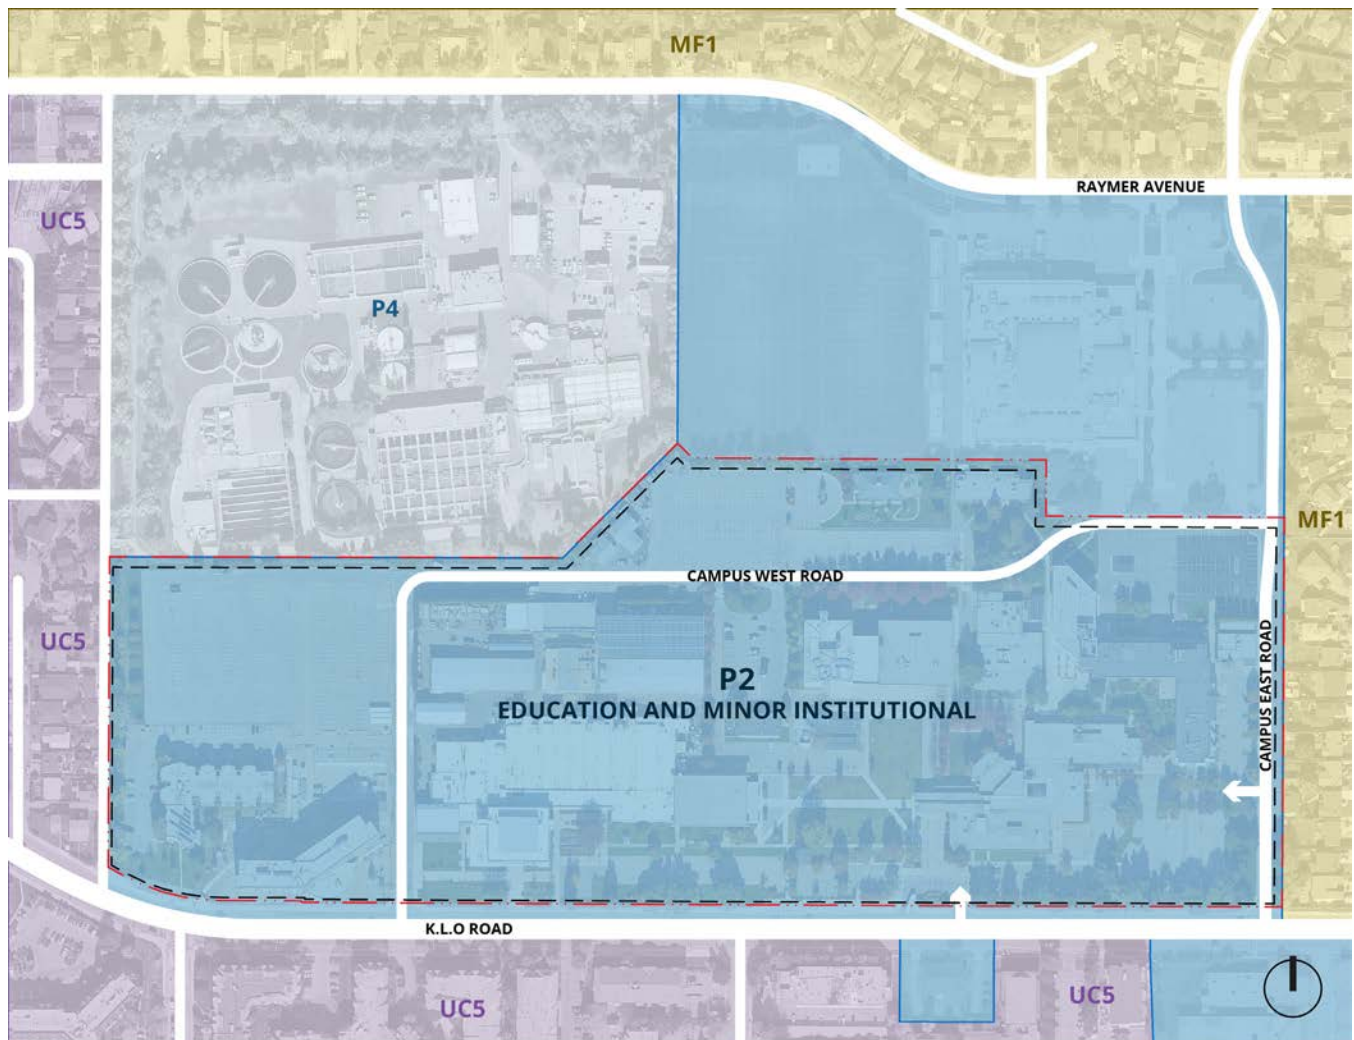 MF1
RAYMER AVENUE
UC5
P4
MF1
CAMPUS WEST ROAD
UC5
CAMPUS EAST ROAD
P2
EDUCATION AND MINOR INSTITUTIONAL
K.L.O ROAD
UC5
UC5